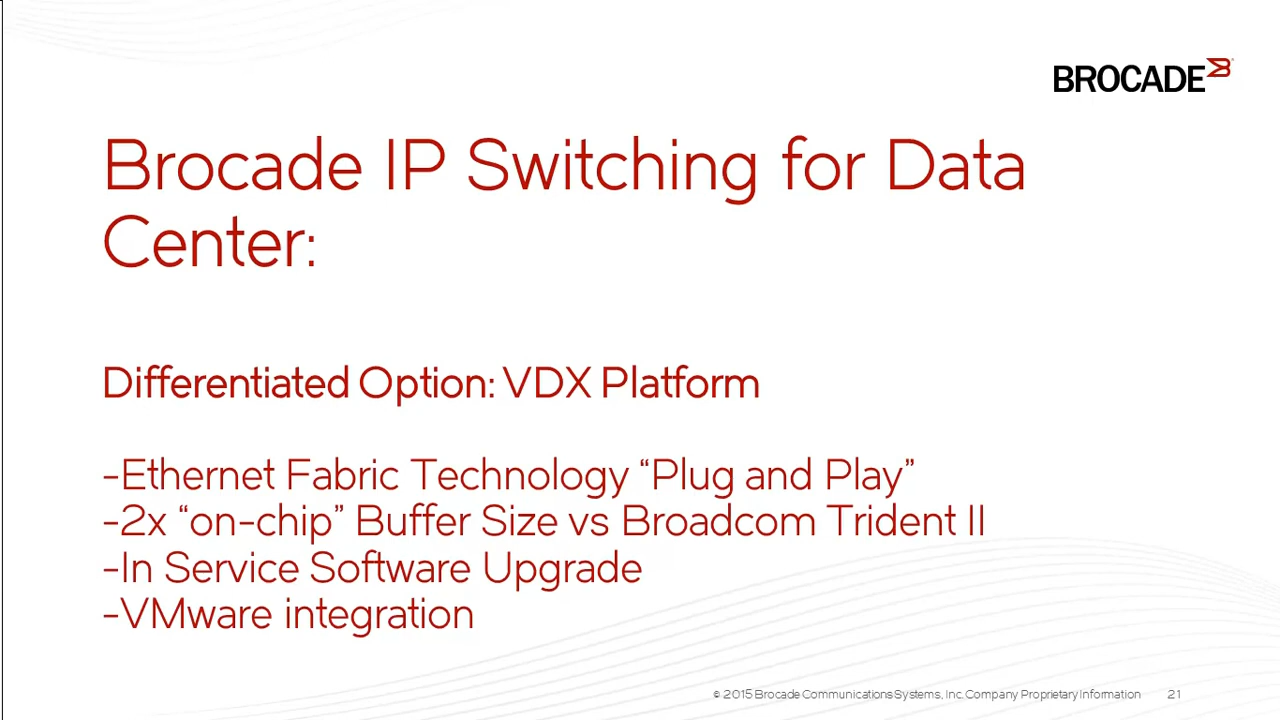 BROCADE
Brocade IP Switching for Data
Center:
Differentiated Option: VDX Platform
-Ethernet Fabric Technology “Plug and Play”
-2x “on-chip” Buffer Size vs Broadcom Trident II
-In Service Software Upgrade
-VMware integration
© 2015 Brocade Communications Systems, Inc. Company Proprietary Information 21